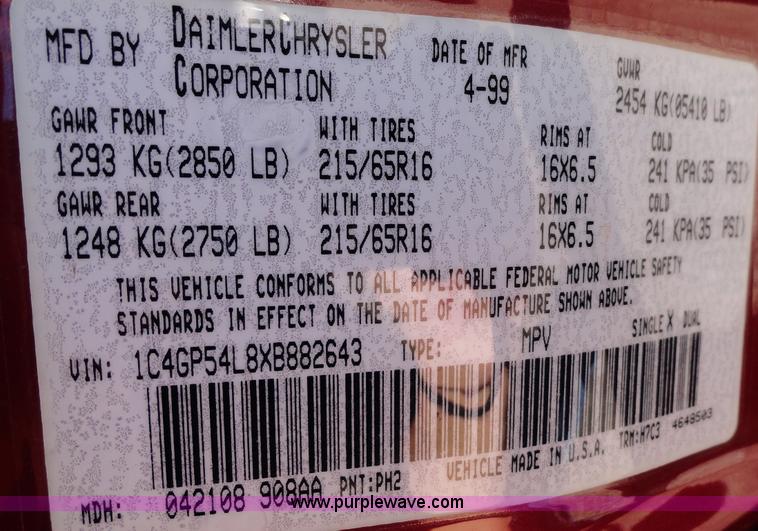 MFD BY DAIMLERCHRYSLER CORPORATION DATE OF MFR 4-99 GVWR 2454 KG(05410 LB)
GAWR FRONT WITH TIRES RIMS AT COLD
1293 KG(2850 LB) 215/65R16 16X6.5 241 KPA(35 PSI)
GAWR REAR WITH TIRES RIMS AT COLD
1248 KG(2750 LB) 215/65R16 16X6.5 241 KPA(35 PSI)
THIS VEHICLE CONFORMS TO ALL APPLICABLE FEDERAL MOTOR VEHICLE SAFETY
STANDARDS IN EFFECT ON THE DATE OF MANUFACTURE SHOWN ABOVE.
VIN: 1C4GP54L8XB882643 TYPE: MPV SINGLE X DUAL
VEHICLE MADE IN U.S.A. TRM:H7C3 4648503
MDH: 042108 908AA PNT:PH2
www.purplewave.com